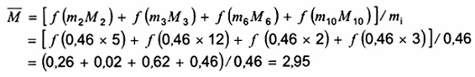 M̅ = [f(m₂M₂) + f(m₃M₃) + f(m₆M₆) + f(m₁₀M₁₀)]/mᵢ
= [f(0,46 × 5) + f(0,46 × 12) + f(0,46 × 2) + f(0,46 × 3)]/0,46
= (0,26 + 0,02 + 0,62 + 0,46)/0,46 = 2,95